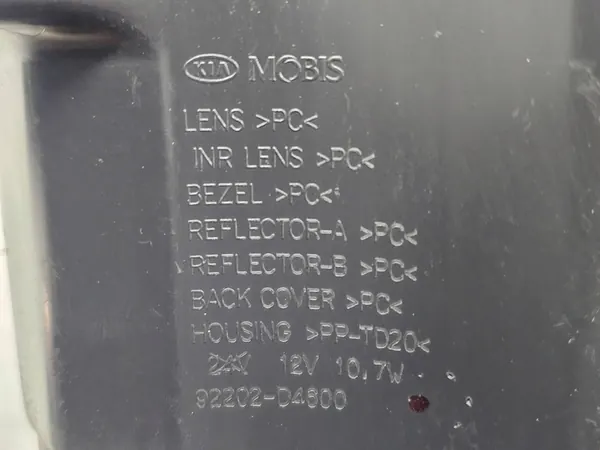 KIA MOBIS
LENS >PC<
INR LENS >PC<
BEZEL >PC<
REFLECTOR-A >PC<
REFLECTOR-B >PC<
BACK COVER >PC<
HOUSING >PP-TD20<
12V 10.7W
92202-D4600